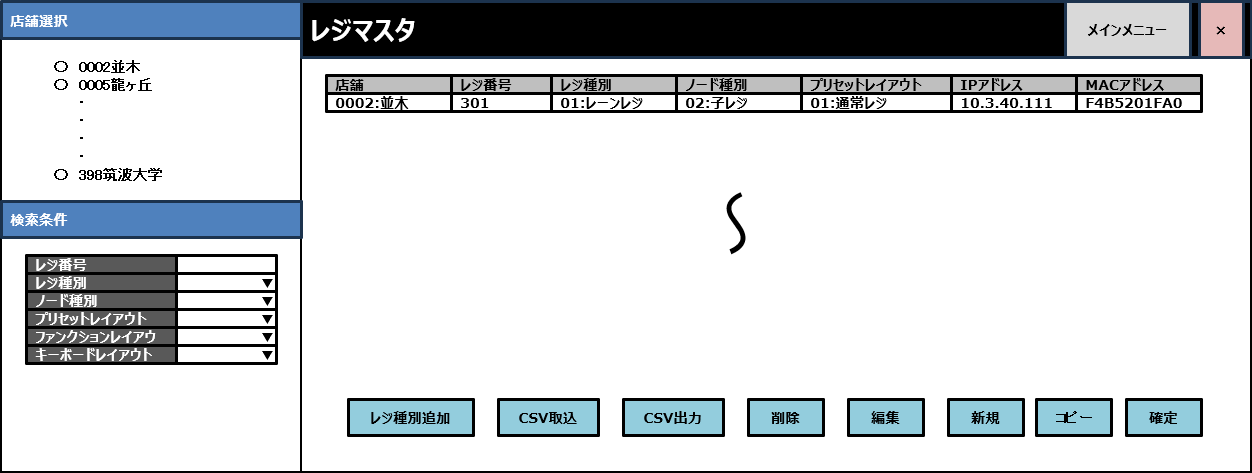 店舗選択
〇 0002並木
〇 0005龍ヶ丘
・
・
・
・
〇 398筑波大学
検索条件
レジ番号
レジ種別 ▼
ノード種別 ▼
プリセットレイアウト ▼
ファンクションレイアウ ▼
キーボードレイアウト ▼
レジマスタ メインメニュー ×
店舗 レジ番号 レジ種別 ノード種別 プリセットレイアウト IPアドレス MACアドレス
0002:並木 301 01:レーンレジ 02:子レジ 01:通常レジ 10.3.40.111 F4B5201FA0
レジ種別追加 CSV取込 CSV出力 削除 編集 新規 コピー 確定